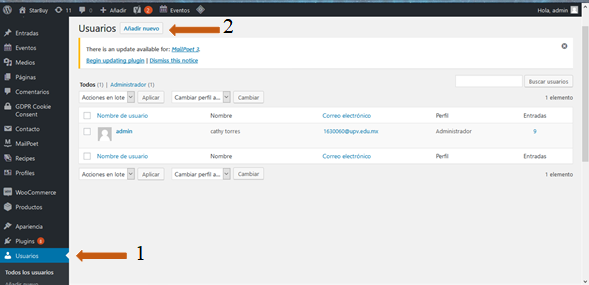 StarBuy 11 0 + Añadir 2 Eventos Hola, admin
Entradas
Eventos
Medios
Páginas
Comentarios
GDPR Cookie
Consent
Contacto
MailPoet
Recipes
Profiles
WooCommerce
Productos
Apariencia
Plugins 1
Usuarios
Todos los usuarios
Añadir nuevo
Usuarios Añadir nuevo 2
There is an update available for: MailPoet 3.
Begin updating plugin | Dismiss this notice
Todos (1) | Administrador (1)
Buscar usuarios
Acciones en lote Aplicar Cambiar perfil a... Cambiar 1 elemento
Nombre de usuario Nombre Correo electrónico Perfil Entradas
admin cathy torres 1630060@upv.edu.mx Administrador 9
Nombre de usuario Nombre Correo electrónico Perfil Entradas
Acciones en lote Aplicar Cambiar perfil a... Cambiar 1 elemento
1